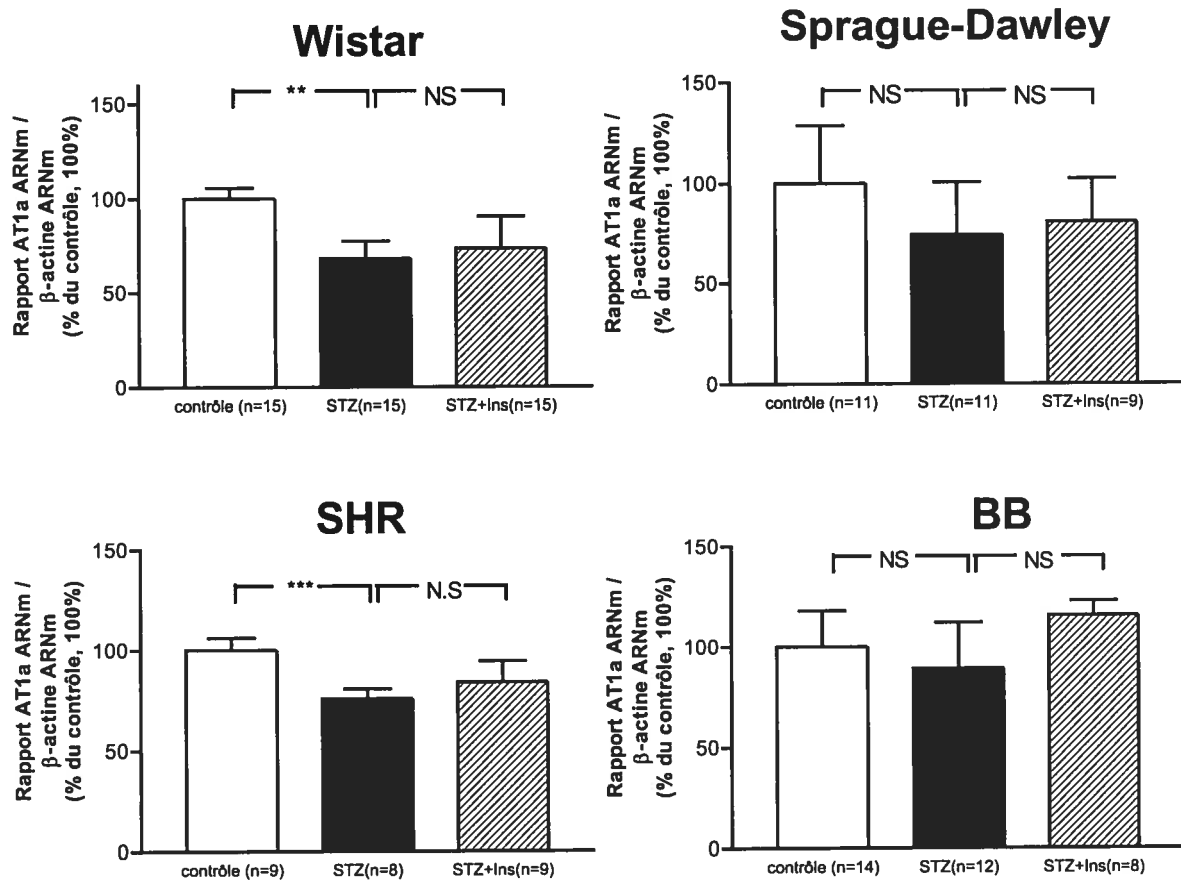 Wistar
Rapport AT1a ARNm /
β-actine ARNm
(% du contrôle, 100%)
150
100
50
0
**
NS
contrôle (n=15)
STZ(n=15)
STZ+Ins(n=15)
Sprague-Dawley
Rapport AT1a ARNm /
β-actine ARNm
(% du contrôle, 100%)
150
100
50
0
NS
NS
contrôle (n=11)
STZ(n=11)
STZ+Ins(n=9)
SHR
Rapport AT1a ARNm /
β-actine ARNm
(% du contrôle, 100%)
150
100
50
0
***
N.S
contrôle (n=9)
STZ(n=8)
STZ+Ins(n=9)
BB
Rapport AT1a ARNm /
β-actine ARNm
(% du contrôle, 100%)
150
100
50
0
NS
NS
contrôle (n=14)
STZ(n=12)
STZ+Ins(n=8)